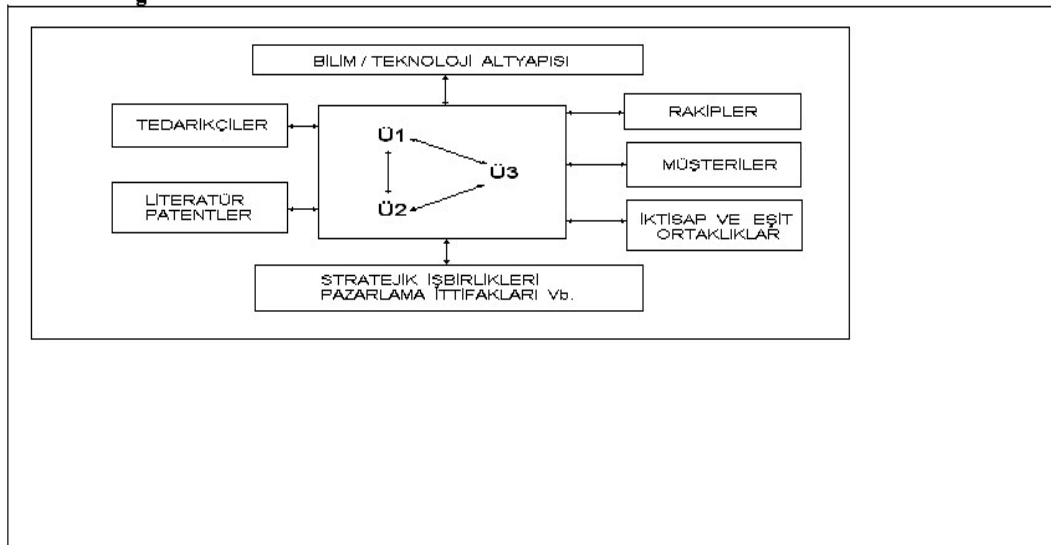 BİLİM / TEKNOLOJİ ALTYAPISI
TEDARİKÇİLER
RAKİPLER
Ü1
Ü3
MÜŞTERİLER
LİTERATÜR
PATENTLER
Ü2
İKTİSAP VE EŞİT
ORTAKLIKLAR
STRATEJİK İŞBİRLİKLERİ
PAZARLAMA İTTİFAKLARI Vb.